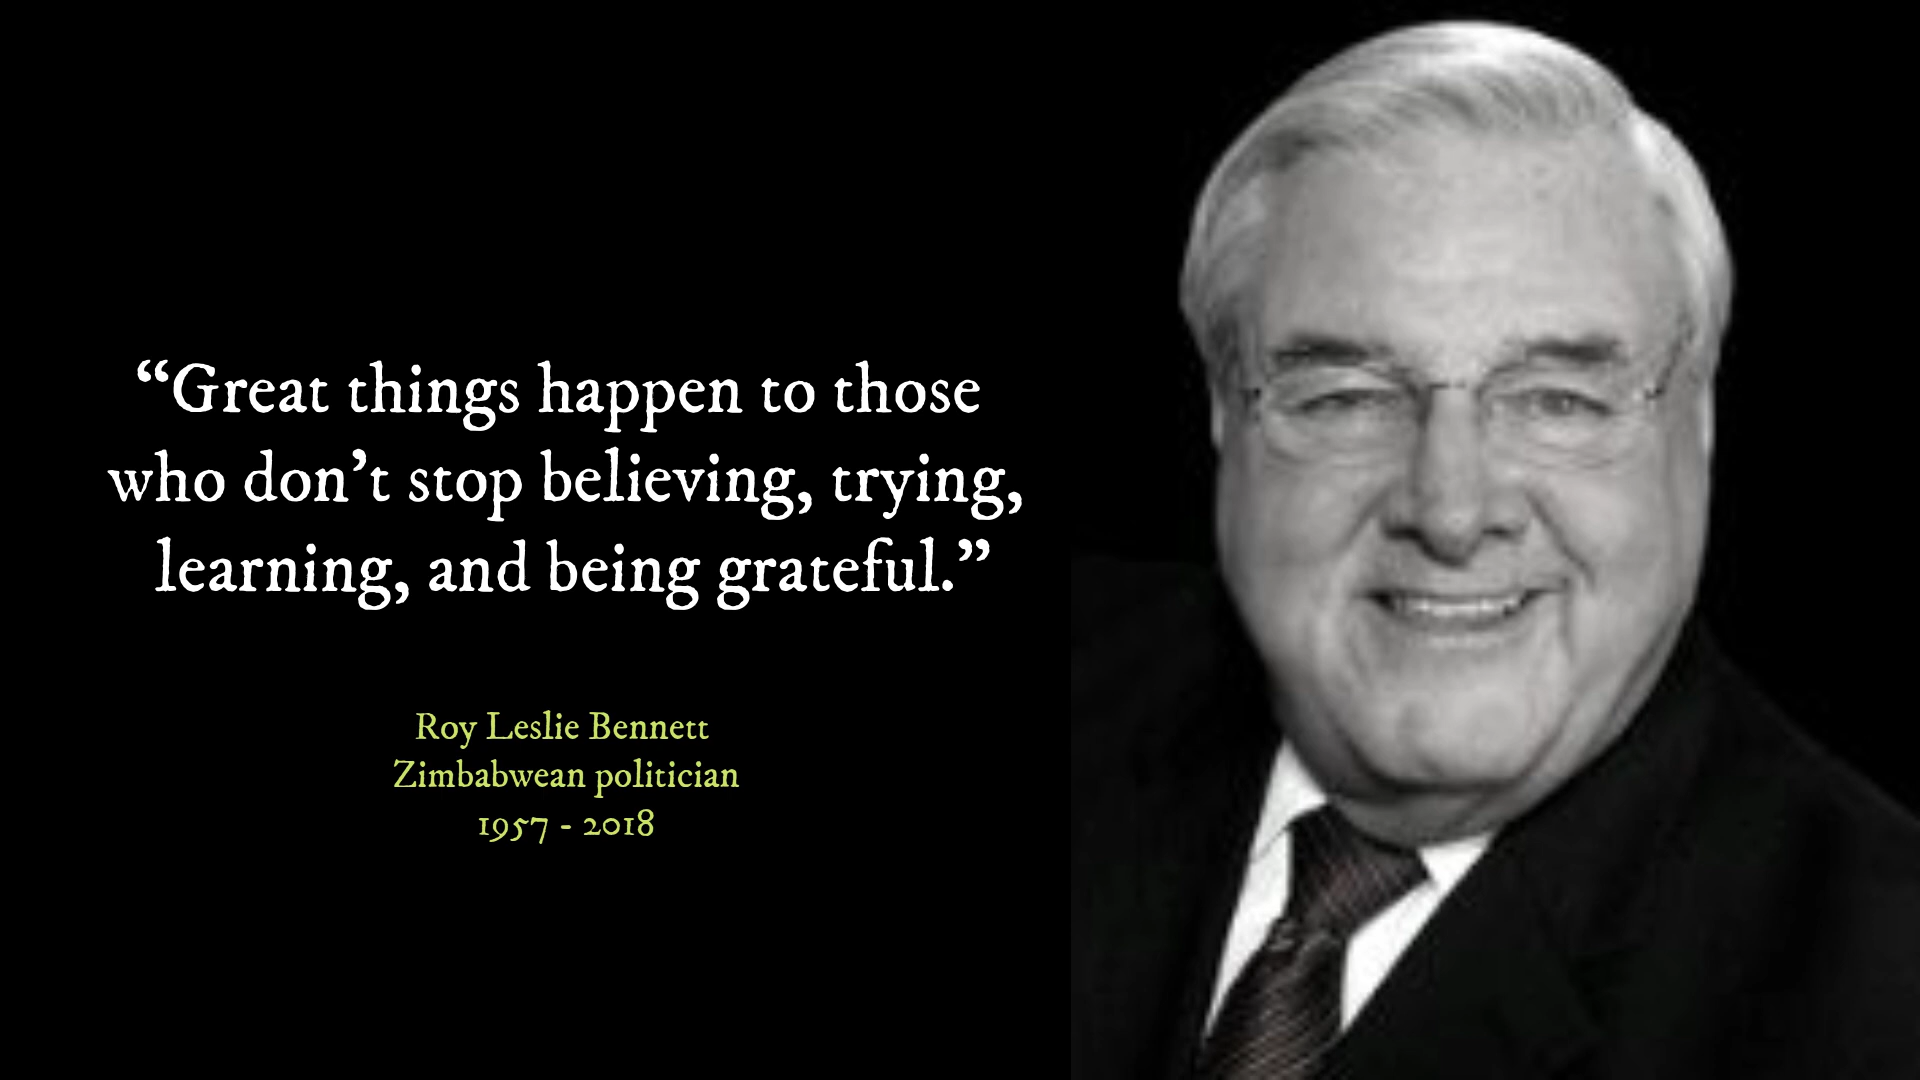 “Great things happen to those
who don’t stop believing, trying,
learning, and being grateful.”
Roy Leslie Bennett
Zimbabwean politician
1957 - 2018